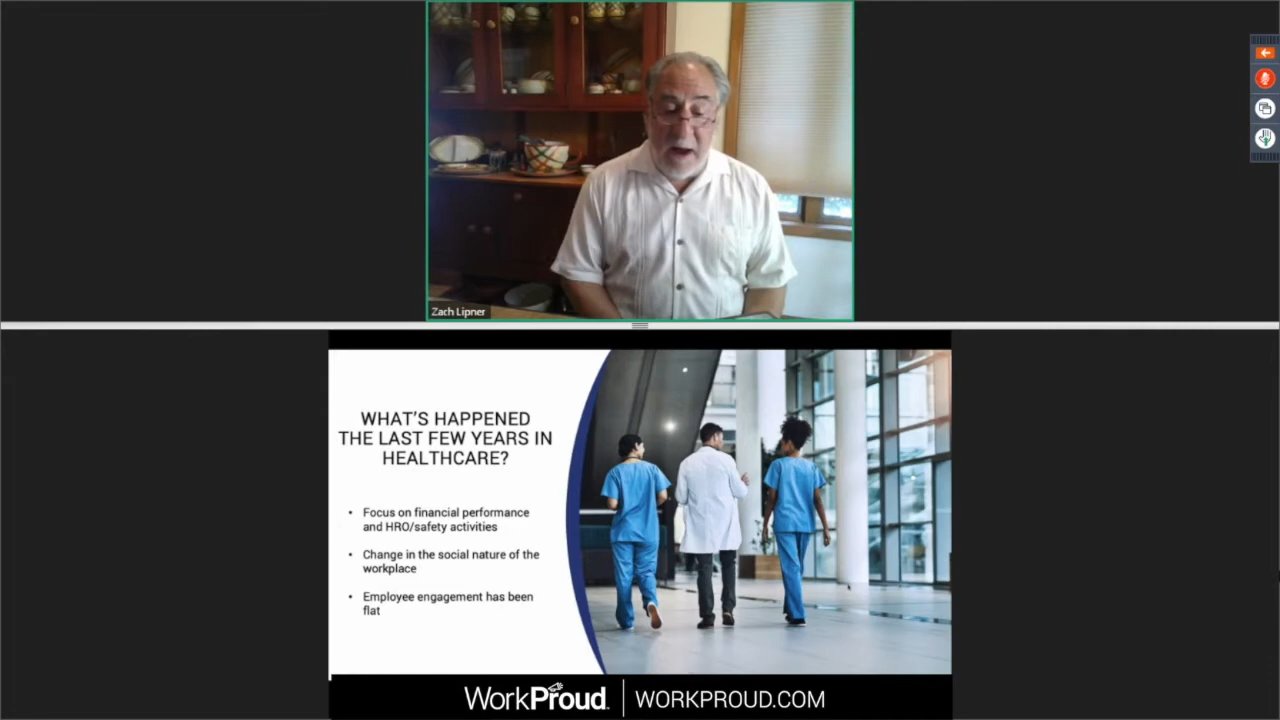 Zach Lipner
WHAT'S HAPPENED
THE LAST FEW YEARS IN
HEALTHCARE?
• Focus on financial performance
and HRO/safety activities
• Change in the social nature of the
workplace
• Employee engagement has been
flat
WorkProud. | WORKPROUD.COM